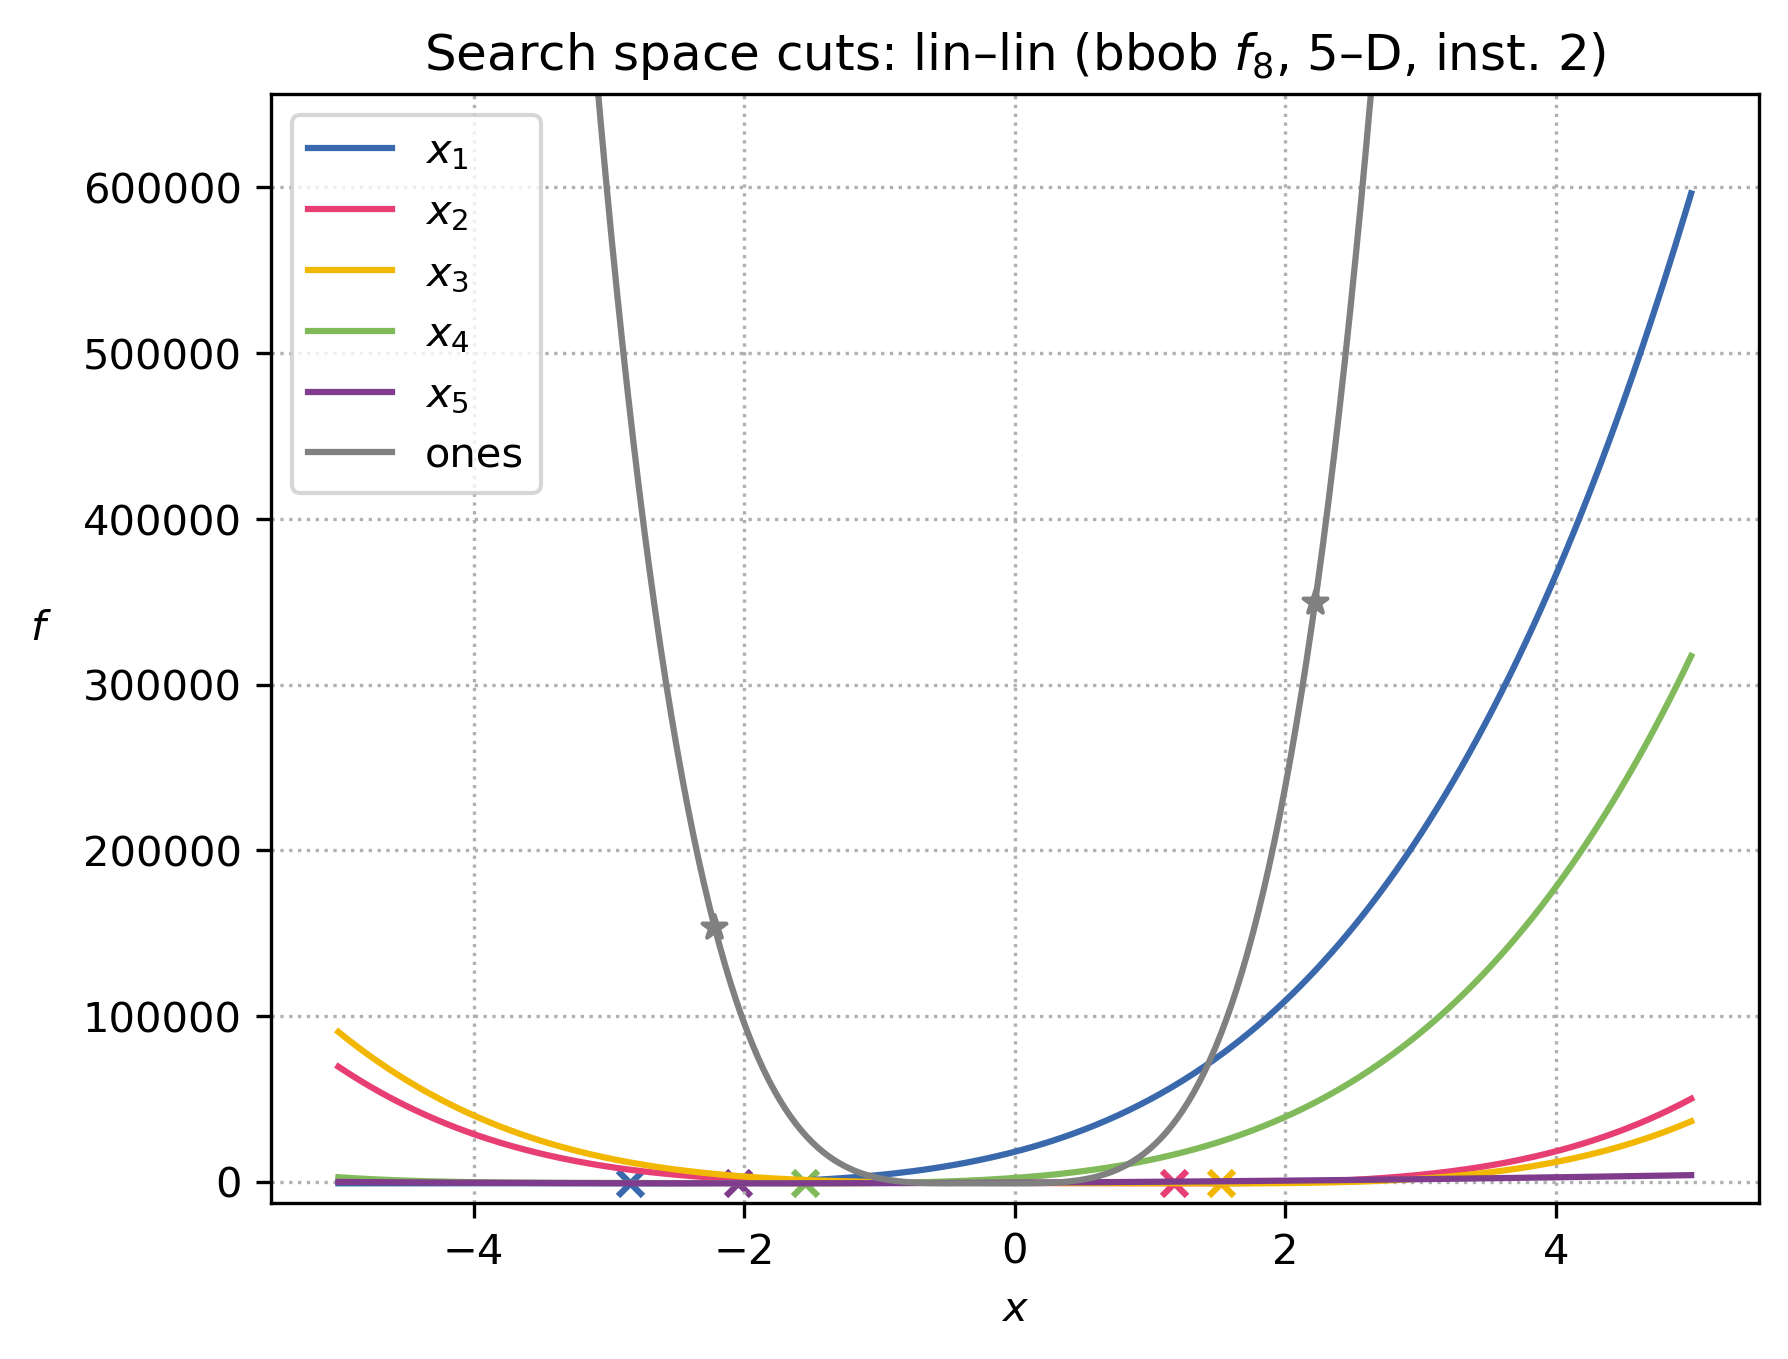 Search space cuts: lin–lin (bbob f₈, 5–D, inst. 2)
x₁
x₂
x₃
x₄
x₅
ones
600000
500000
400000
300000
200000
100000
0
f
−4 −2 0 2 4
x